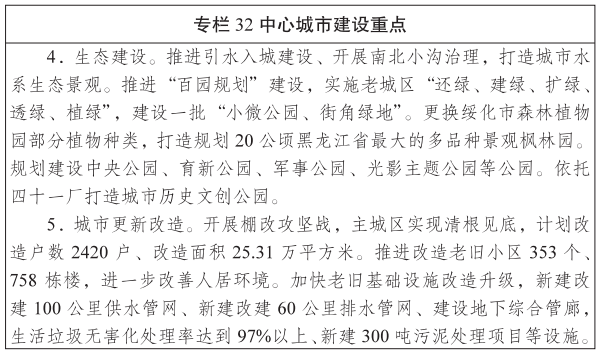 专栏 32 中心城市建设重点
4．生态建设。推进引水入城建设、开展南北小沟治理，打造城市水
系生态景观。推进“百园规划”建设，实施老城区“还绿、建绿、扩绿、
透绿、植绿”，建设一批“小微公园、街角绿地”。更换绥化市森林植物
园部分植物种类，打造规划 20 公顷黑龙江省最大的多品种景观枫林园。
规划建设中央公园、育新公园、军事公园、光影主题公园等公园。依托
四十一厂打造城市历史文创公园。
5．城市更新改造。开展棚改攻坚战，主城区实现清根见底，计划改
造户数 2420 户、改造面积 25.31 万平方米。推进改造老旧小区 353 个、
758 栋楼，进一步改善人居环境。加快老旧基础设施改造升级，新建改
建 100 公里供水管网、新建改建 60 公里排水管网、建设地下综合管廊，
生活垃圾无害化处理率达到 97%以上、新建 300 吨污泥处理项目等设施。